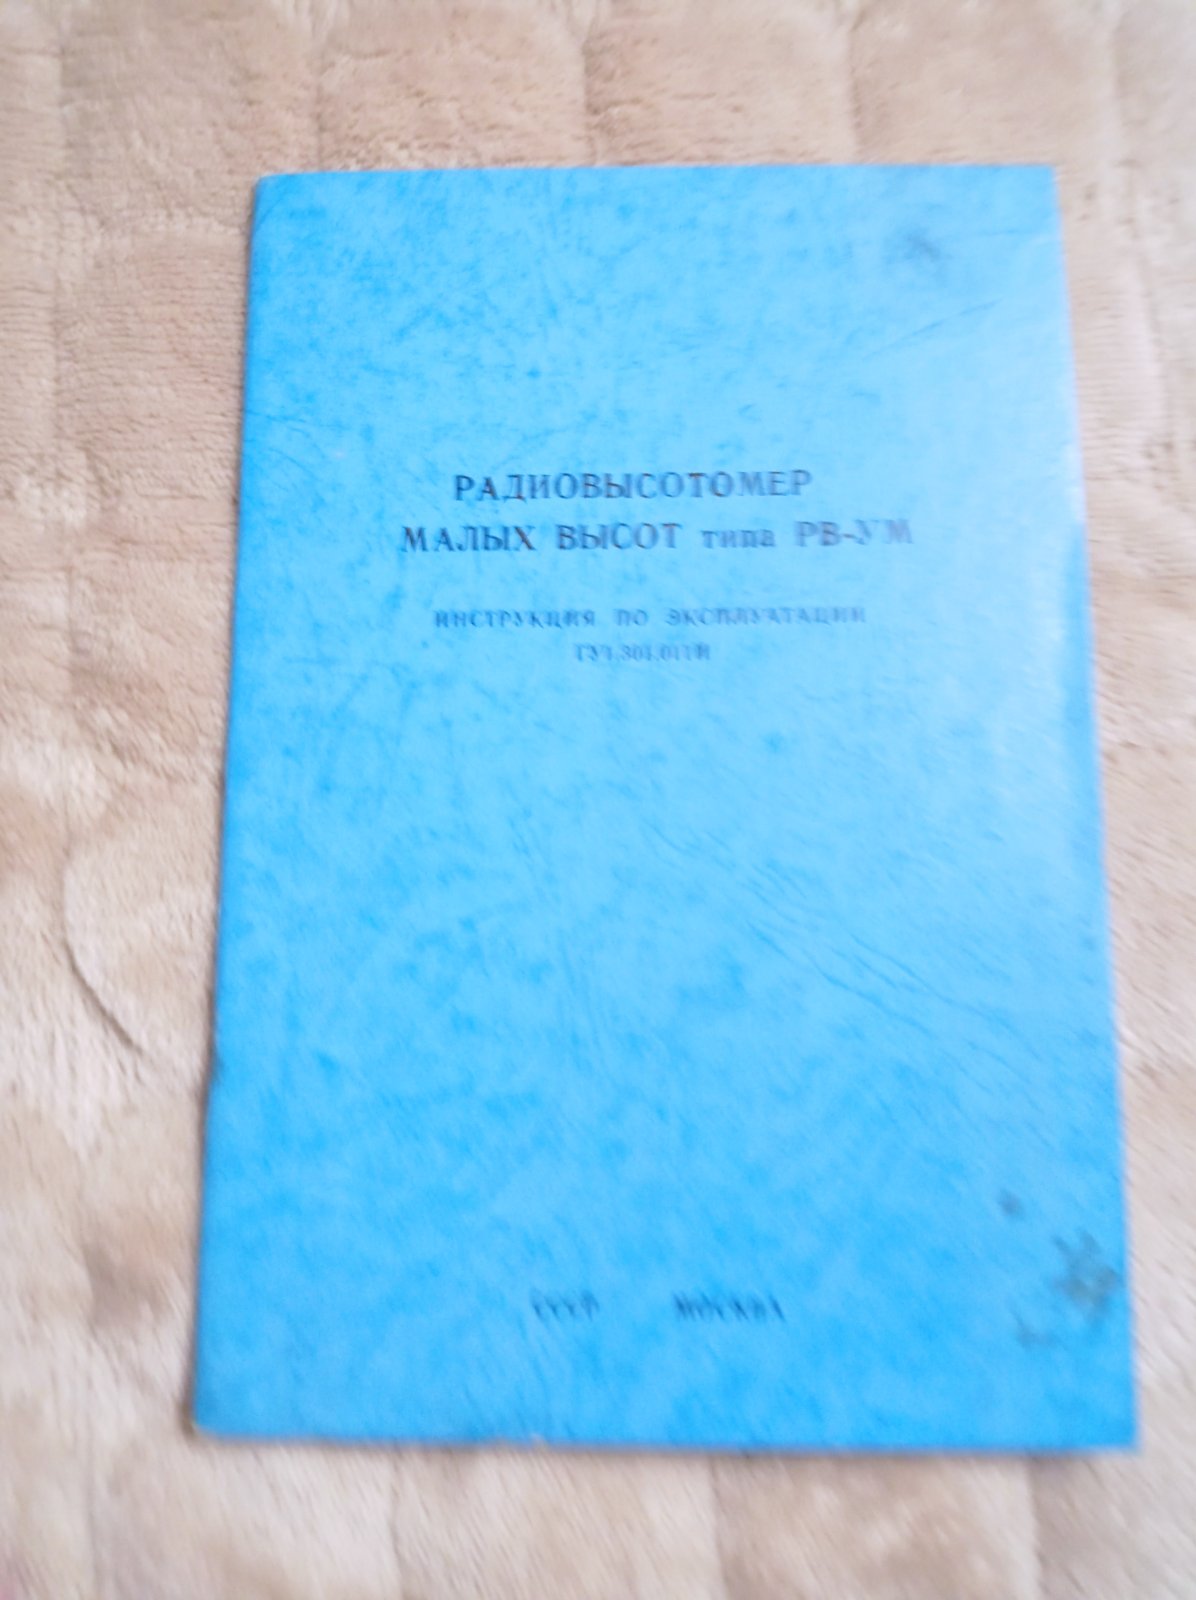 РАДИОВЫСОТОМЕР
МАЛЫХ ВЫСОТ типа РВ-УМ
ИНСТРУКЦИЯ ПО ЭКСПЛУАТАЦИИ
СССР МОСКВА